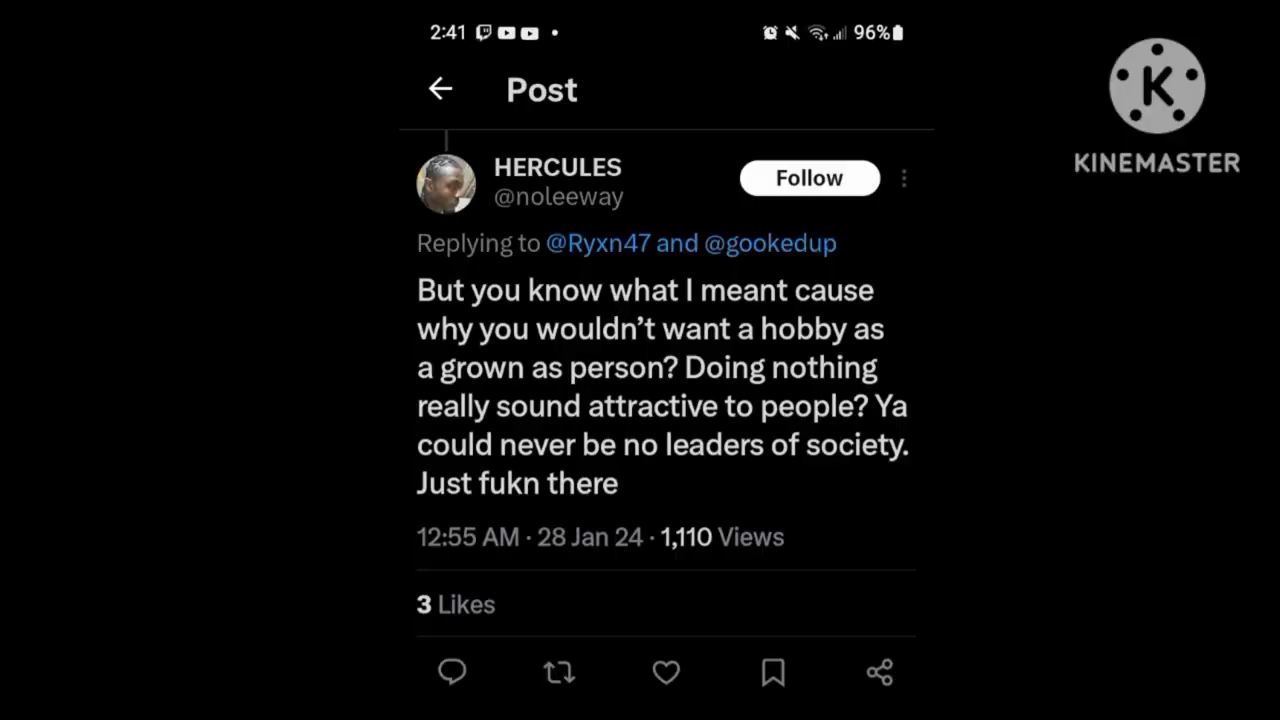 2:41 96%
K
Post
KINEMASTER
HERCULES
Follow
@noleeway
Replying to @Ryxn47 and @gookedup
But you know what I meant cause
why you wouldn't want a hobby as
a grown as person? Doing nothing
really sound attractive to people? Ya
could never be no leaders of society.
Just fukn there
12:55 AM · 28 Jan 24 · 1,110 Views
3 Likes